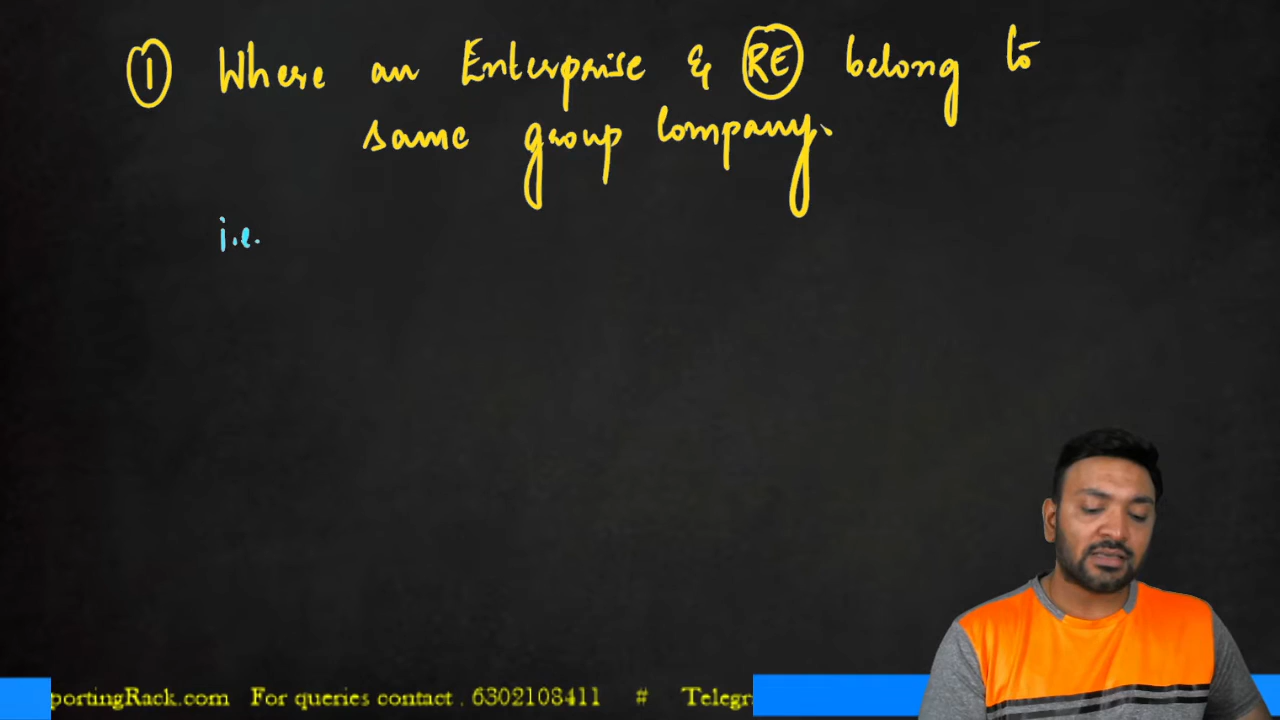 ① Where an Enterprise & RE belong to
same group Company.
i.e.
portingRack.com For queries contact . 6302108411 # Telegr